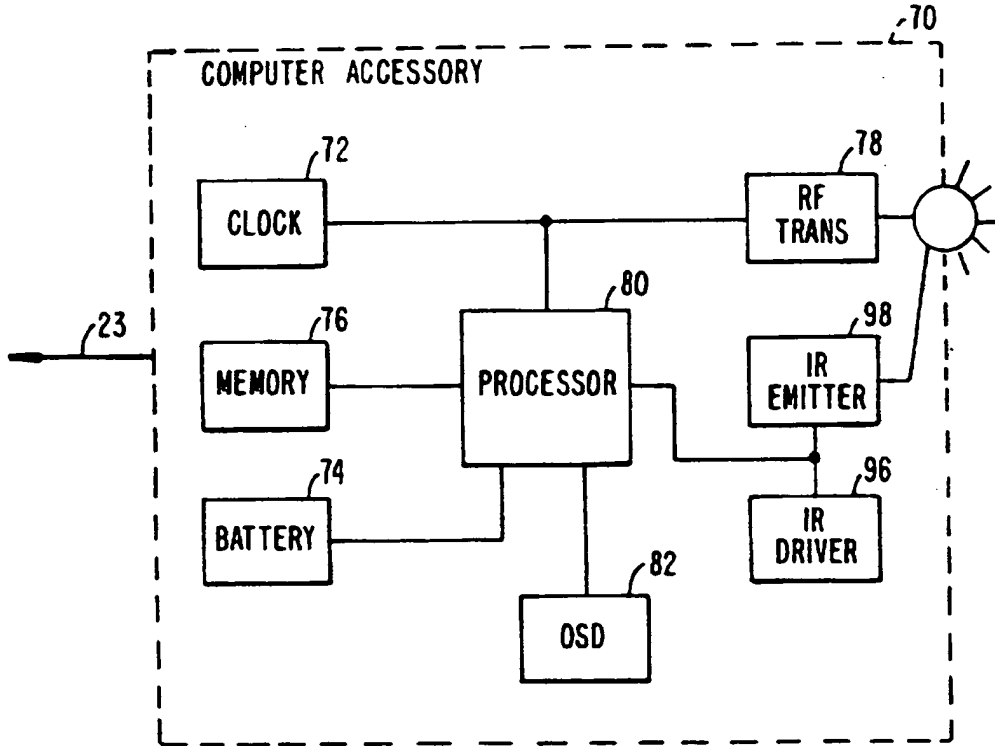 70
COMPUTER ACCESSORY
72
CLOCK
78
RF
TRANS
80
PROCESSOR
23
76
MEMORY
98
IR
EMITTER
74
BATTERY
96
IR
DRIVER
82
OSD